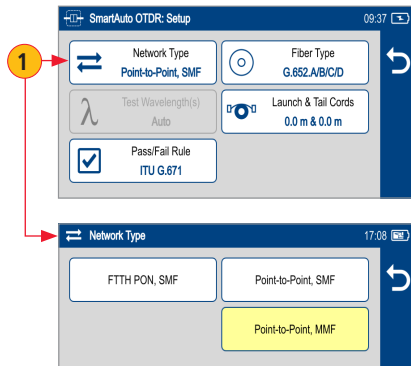 SmartAuto OTDR: Setup 09:37
1
Network Type
Point-to-Point, SMF
Fiber Type
G.652.A/B/C/D
Test Wavelength(s)
Auto
Launch & Tail Cords
0.0 m & 0.0 m
Pass/Fail Rule
ITU G.671
Network Type 17:08
FTTH PON, SMF
Point-to-Point, SMF
Point-to-Point, MMF